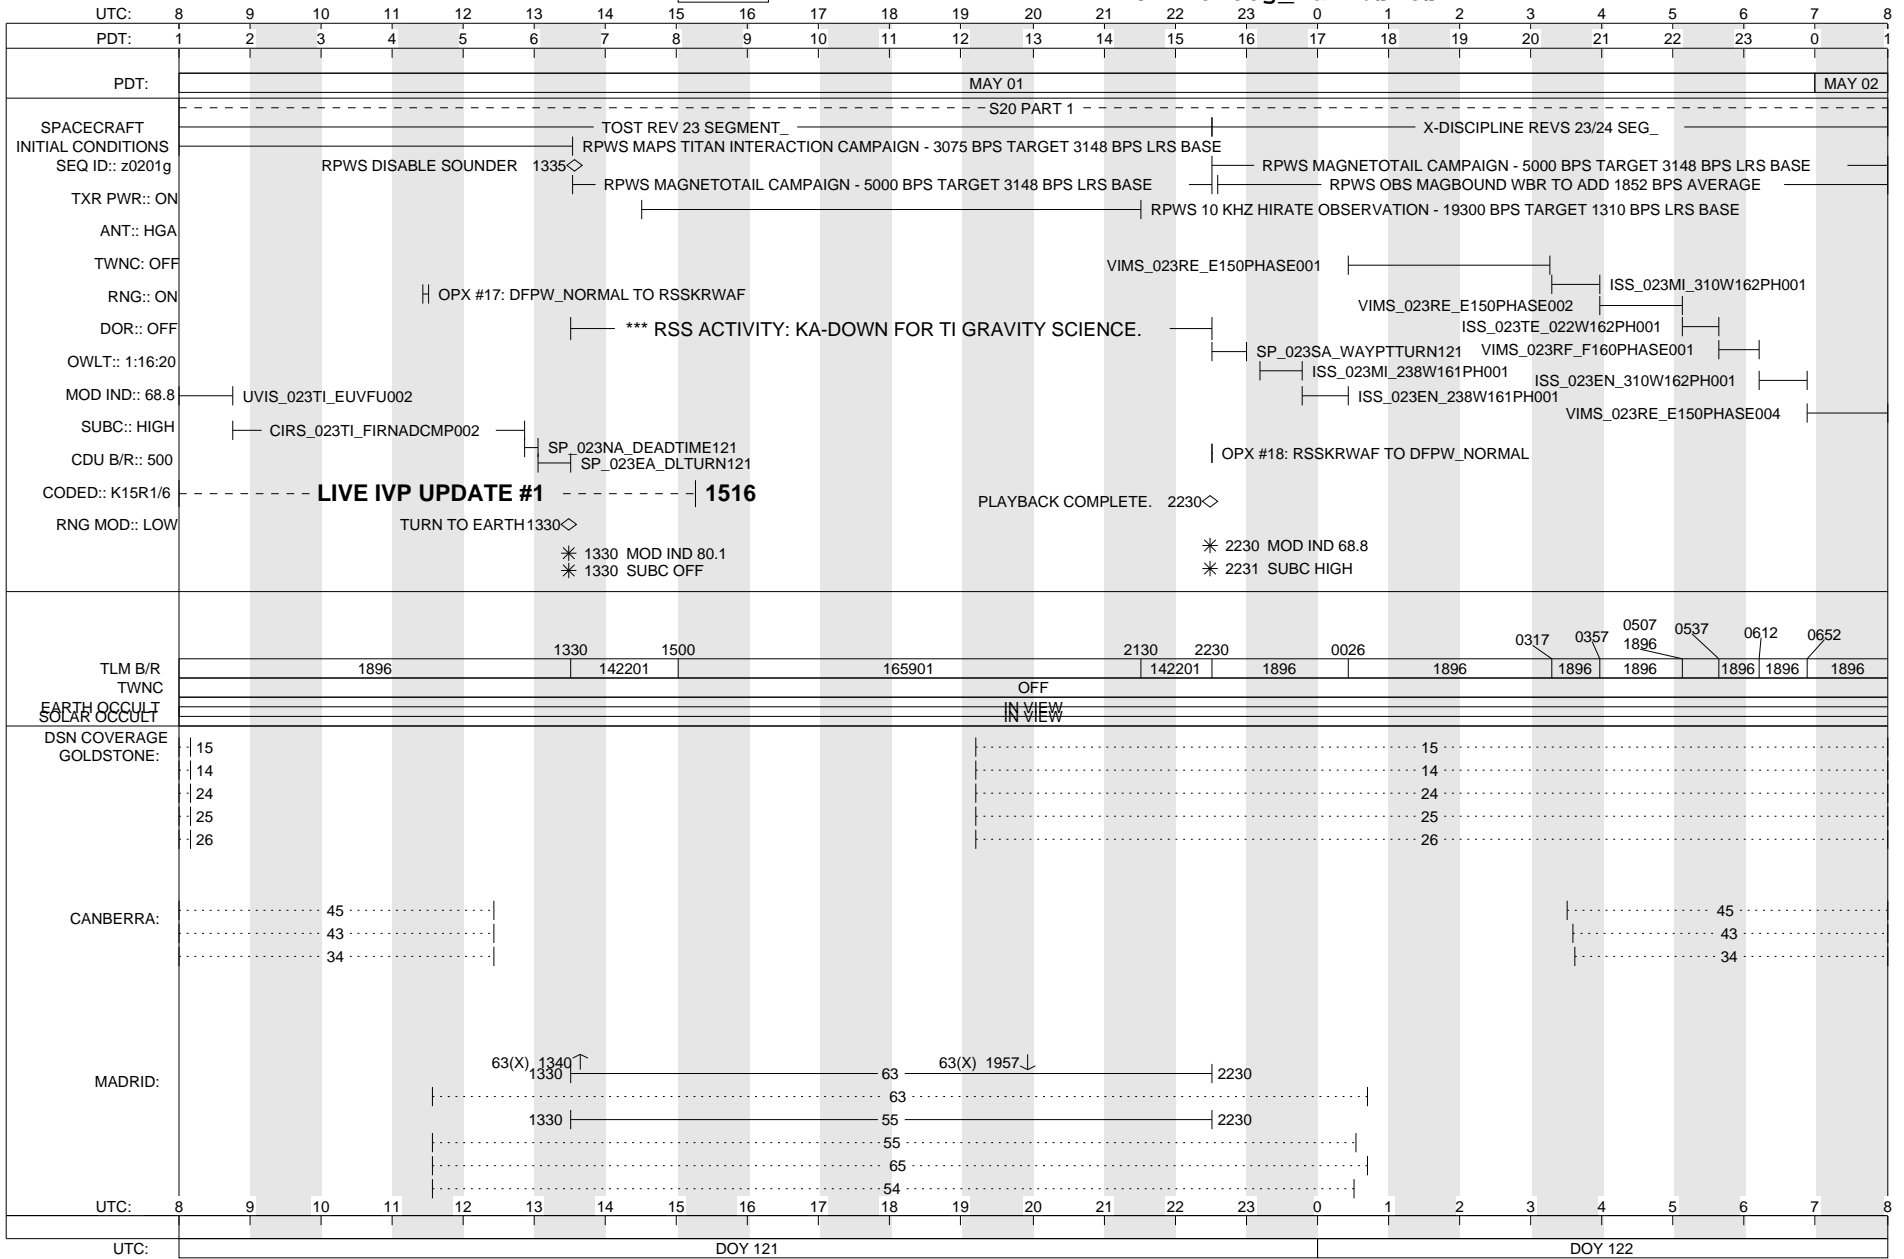 UTC: 8 9 10 11 12 13 14 15 16 17 18 19 20 21 22 23 0 1 2 3 4 5 6 7 8
PDT: 1 2 3 4 5 6 7 8 9 10 11 12 13 14 15 16 17 18 19 20 21 22 23 0 1
PDT: MAY 01 MAY 02
S20 PART 1
SPACECRAFT TOST REV 23 SEGMENT_ X-DISCIPLINE REVS 23/24 SEG_
INITIAL CONDITIONS RPWS MAPS TITAN INTERACTION CAMPAIGN - 3075 BPS TARGET 3148 BPS LRS BASE
SEQ ID:: z0201g RPWS DISABLE SOUNDER 1335 RPWS MAGNETOTAIL CAMPAIGN - 5000 BPS TARGET 3148 BPS LRS BASE
RPWS MAGNETOTAIL CAMPAIGN - 5000 BPS TARGET 3148 BPS LRS BASE RPWS OBS MAGBOUND WBR TO ADD 1852 BPS AVERAGE
TXR PWR:: ON
RPWS 10 KHZ HIRATE OBSERVATION - 19300 BPS TARGET 1310 BPS LRS BASE
ANT:: HGA
TWNC: OFF VIMS_023RE_E150PHASE001
ISS_023MI_310W162PH001
RNG:: ON OPX #17: DFPW_NORMAL TO RSSKRWAF
VIMS_023RE_E150PHASE002
DOR:: OFF *** RSS ACTIVITY: KA-DOWN FOR TI GRAVITY SCIENCE. ISS_023TE_022W162PH001
SP_023SA_WAYPTTURN121 VIMS_023RF_F160PHASE001
OWLT:: 1:16:20
ISS_023MI_238W161PH001
ISS_023EN_310W162PH001
MOD IND:: 68.8 UVIS_023TI_EUVFU002 ISS_023EN_238W161PH001
VIMS_023RE_E150PHASE004
SUBC:: HIGH CIRS_023TI_FIRNADCMP002
SP_023NA_DEADTIME121
OPX #18: RSSKRWAF TO DFPW_NORMAL
CDU B/R:: 500 SP_023EA_DLTURN121
CODED:: K15R1/6 LIVE IVP UPDATE #1 1516
PLAYBACK COMPLETE. 2230
RNG MOD:: LOW TURN TO EARTH 1330
1330 MOD IND 80.1 2230 MOD IND 68.8
1330 SUBC OFF 2231 SUBC HIGH
0507 0537 0612 0652
0317 0357 1896
1330 1500 2130 2230 0026
TLM B/R 1896 142201 165901 142201 1896 1896 1896 1896 1896 1896 1896
TWNC OFF
EARTH OCCULT IN VIEW
SOLAR OCCULT IN VIEW
DSN COVERAGE
GOLDSTONE:
15 15
14 14
24 24
25 25
26 26
CANBERRA:
45 45
43 43
34 34
MADRID:
63(X) 1340 63(X) 1957
1330 63 2230
63
1330 55 2230
55
65
54
UTC: 8 9 10 11 12 13 14 15 16 17 18 19 20 21 22 23 0 1 2 3 4 5 6 7 8
UTC: DOY 121 DOY 122